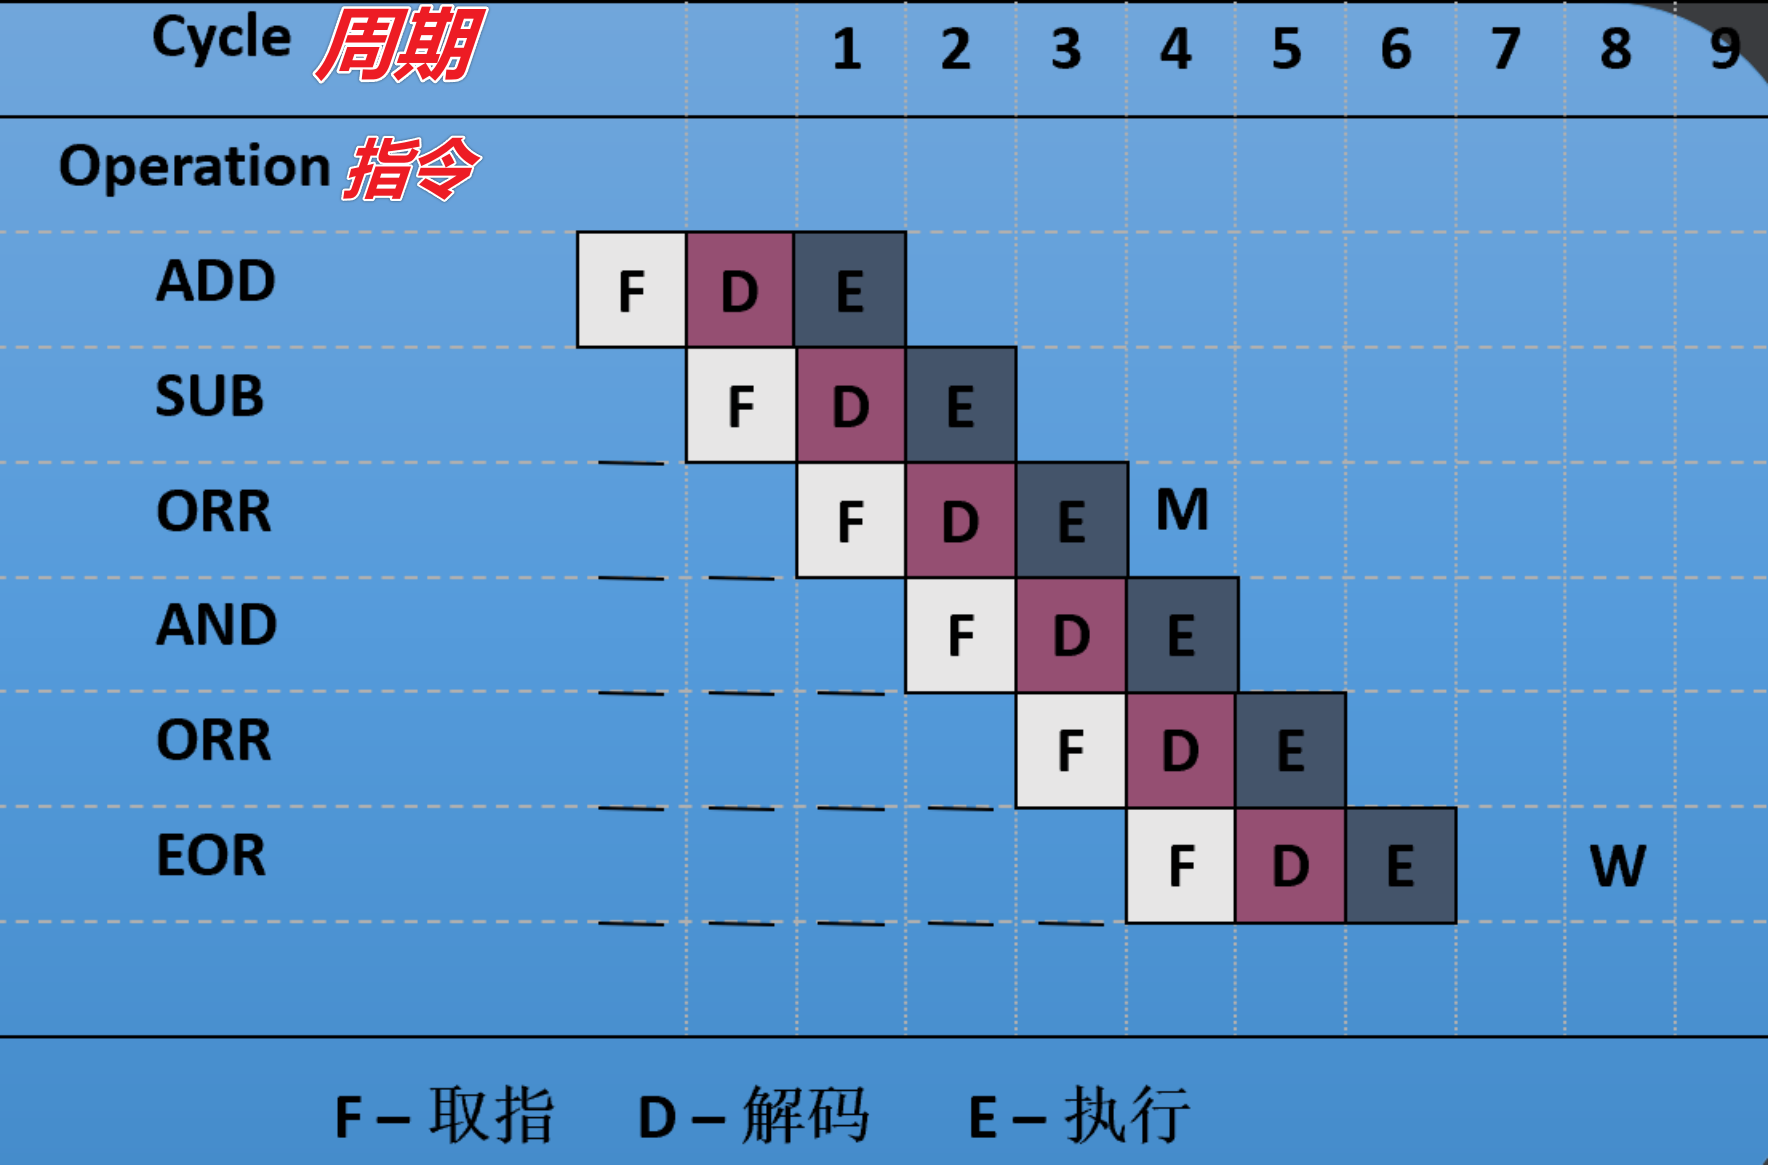 Cycle 周期 1 2 3 4 5 6 7 8 9
Operation 指令
ADD F D E
SUB F D E
ORR F D E M
AND F D E
ORR F D E
EOR F D E W
F – 取指 D – 解码 E – 执行